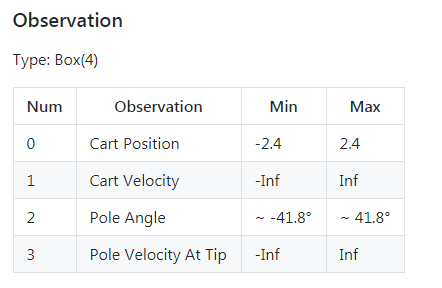 Observation
Type: Box(4)
Num Observation Min Max
0 Cart Position -2.4 2.4
1 Cart Velocity -Inf Inf
2 Pole Angle ~ -41.8° ~ 41.8°
3 Pole Velocity At Tip -Inf Inf